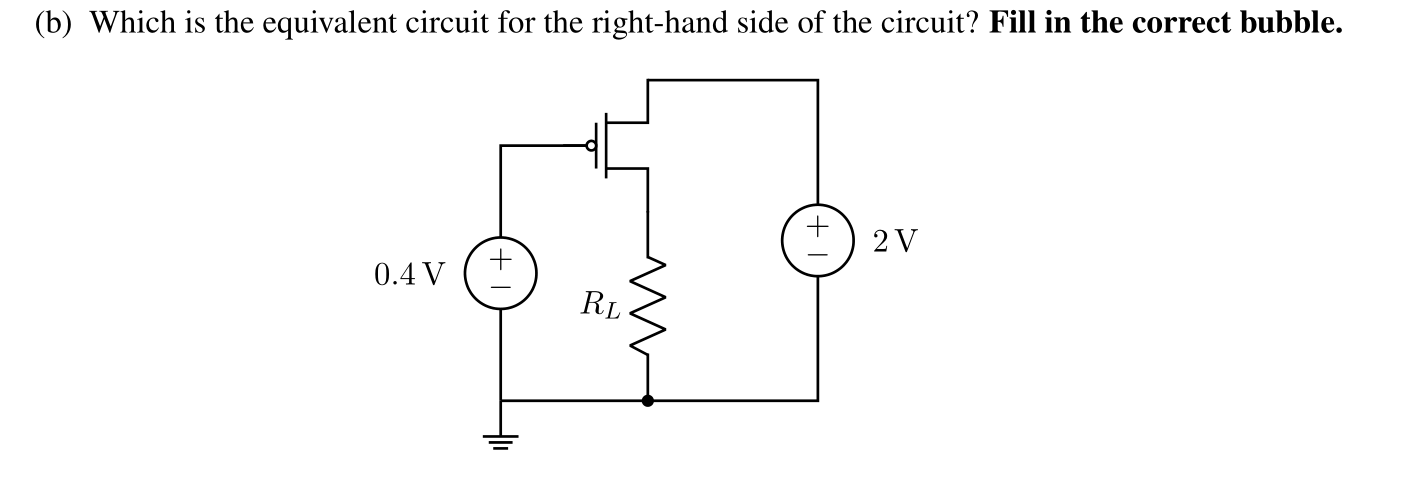 (b) Which is the equivalent circuit for the right-hand side of the circuit? Fill in the correct bubble.
+
−
2 V
+
−
0.4 V
R_L